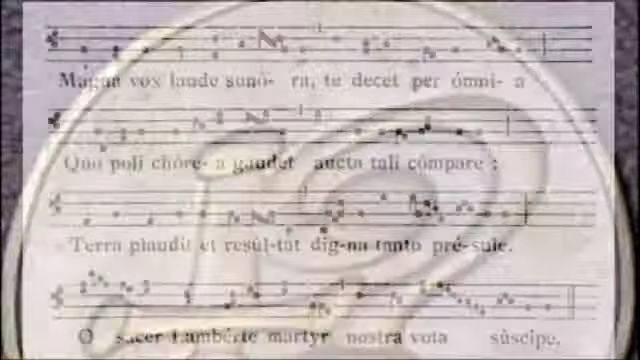 Magna vox laude sonó- ra, te decet per ómni- a
Quo poli chóre- a gaudet aucta tali cómpare :
Terra plaudit et resúl-tat dig-na tanto pré-sule.
O sacer Lambérte martyr nostra vota súscipe,